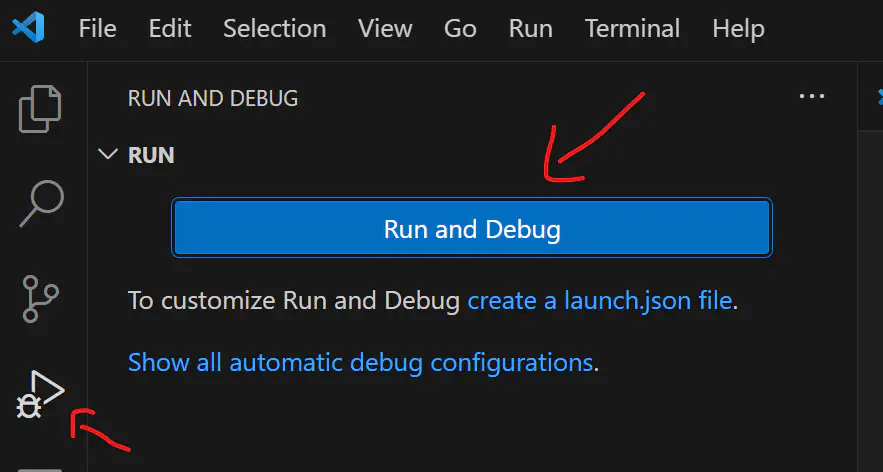 File Edit Selection View Go Run Terminal Help
RUN AND DEBUG
RUN
Run and Debug
To customize Run and Debug create a launch.json file.
Show all automatic debug configurations.